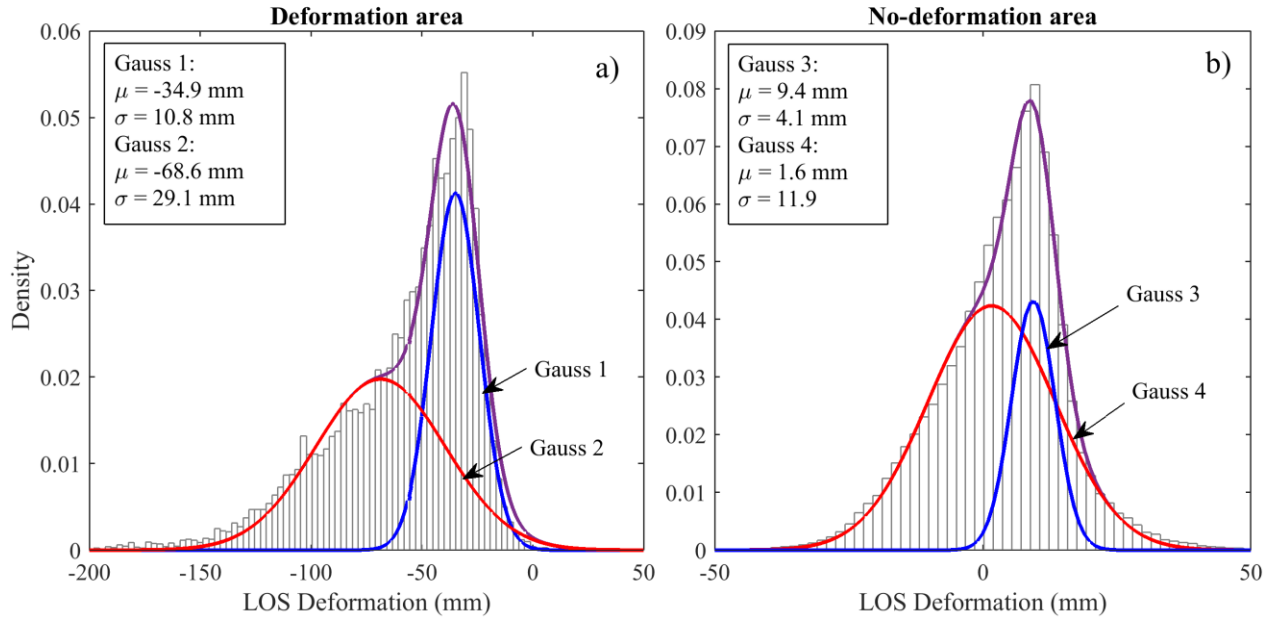 Deformation area
a)
Gauss 1:
μ = -34.9 mm
σ = 10.8 mm
Gauss 2:
μ = -68.6 mm
σ = 29.1 mm
0.06
0.05
0.04
0.03
0.02
0.01
0
Density
Gauss 1
Gauss 2
-200
-150
-100
-50
0
50
LOS Deformation (mm)
No-deformation area
b)
Gauss 3:
μ = 9.4 mm
σ = 4.1 mm
Gauss 4:
μ = 1.6 mm
σ = 11.9
0.09
0.08
0.07
0.06
0.05
0.04
0.03
0.02
0.01
0
Gauss 3
Gauss 4
-50
0
50
LOS Deformation (mm)